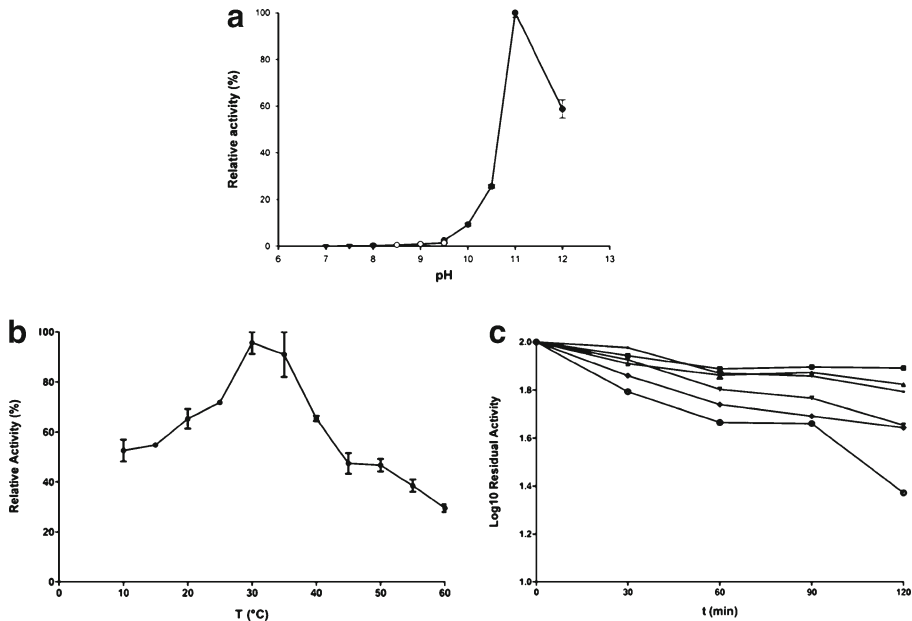 a
100
80
60
40
20
0
Relative activity (%)
6 7 8 9 10 11 12 13
pH
b
100
80
60
40
20
0
Relative Activity (%)
0 10 20 30 40 50 60
T (°C)
c
2.0
1.8
1.6
1.4
1.2
1.0
Log10 Residual Activity
0 30 60 90 120
t (min)